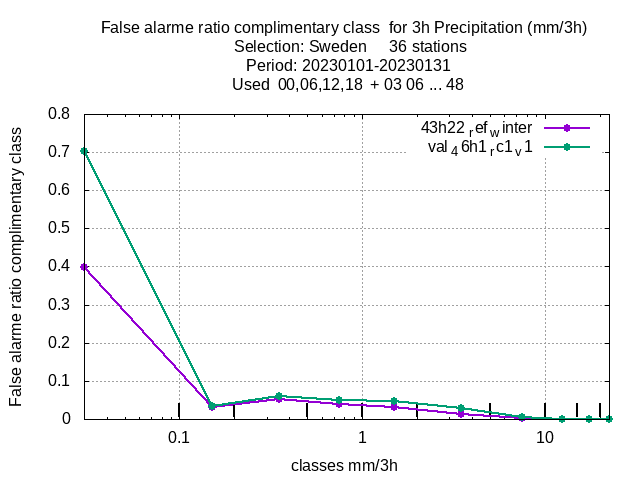 False alarme ratio complimentary class  for 3h Precipitation (mm/3h)
Selection: Sweden     36 stations
Period: 20230101-20230131
Used  00,06,12,18  + 03 06 ... 48
0.8
43h22 ref winter
val 4 6h1 rc1 v1
0.7
0.6
0.5
0.4
0.3
0.2
0.1
0
False alarme ratio complimentary class
0.1
1
10
classes mm/3h